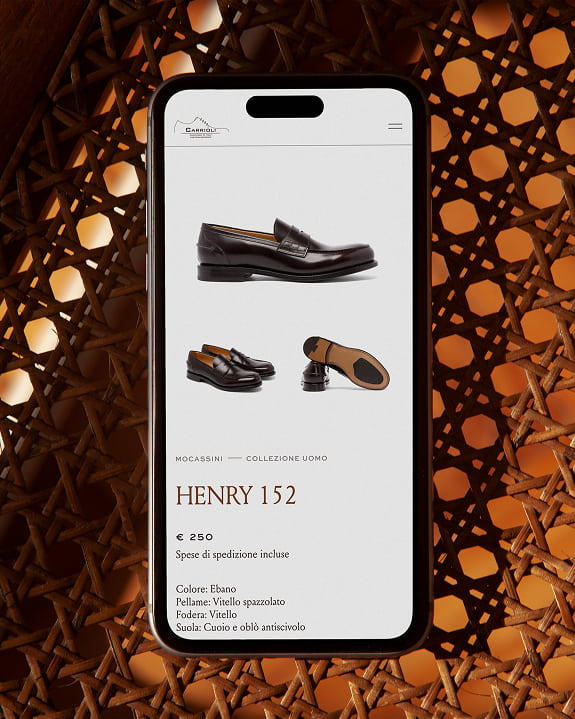 GARRIOLI
MOCASSINI — COLLEZIONE UOMO
HENRY 152
€ 250
Spese di spedizione incluse
Colore: Ebano
Pellame: Vitello spazzolato
Fodera: Vitello
Suola: Cuoio e oblò antiscivolo